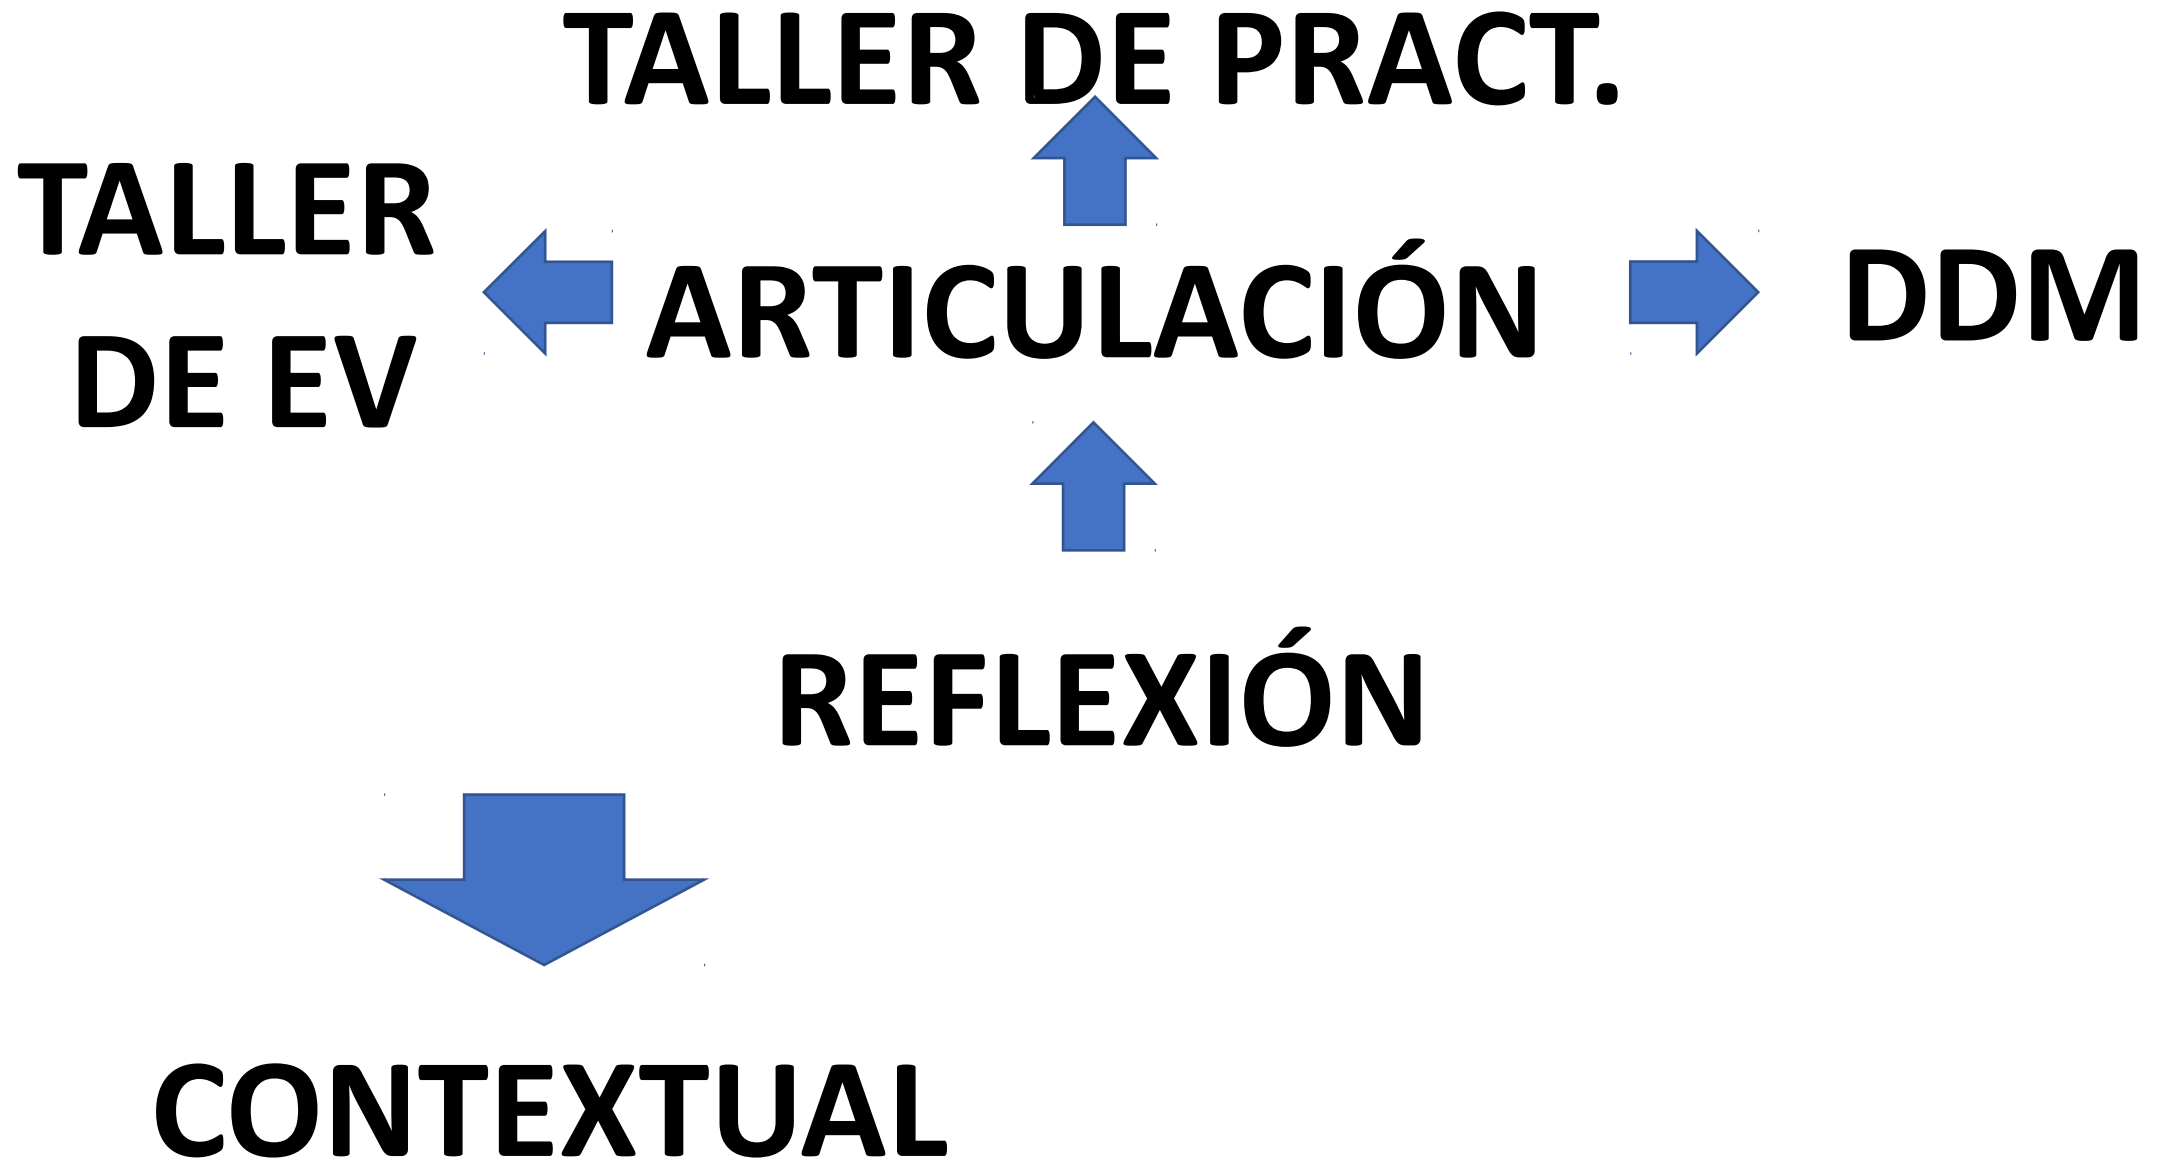 TALLER DE PRACT.
TALLER
DE EV
ARTICULACIÓN
DDM
REFLEXIÓN
CONTEXTUAL